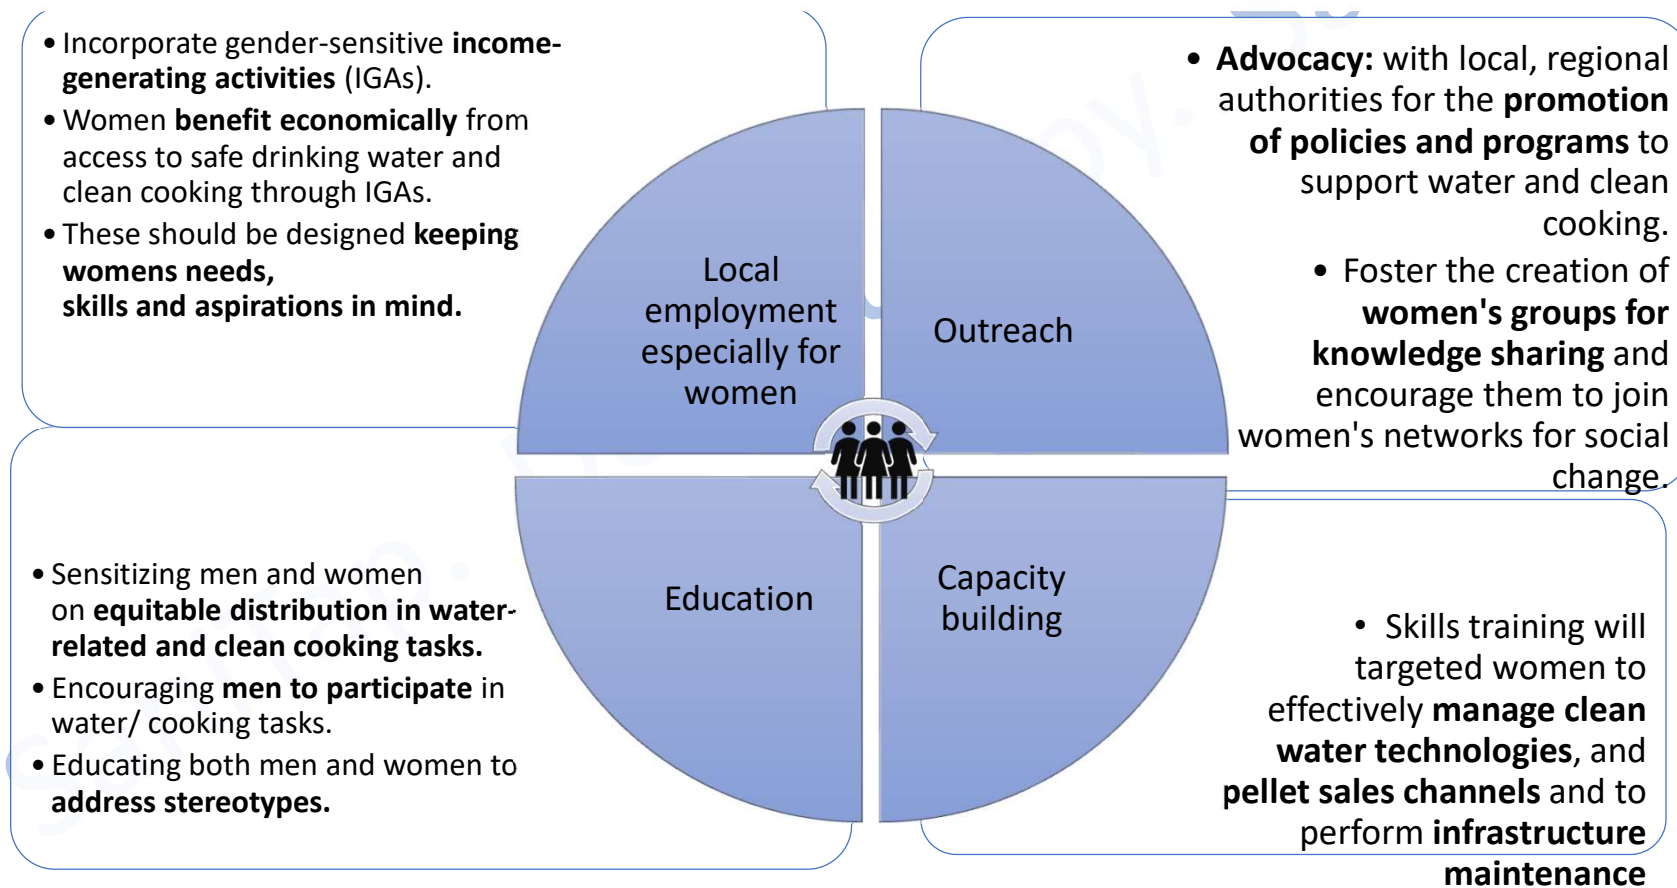 • Incorporate gender-sensitive income-
generating activities (IGAs).
• Women benefit economically from
access to safe drinking water and
clean cooking through IGAs.
• These should be designed keeping
womens needs,
skills and aspirations in mind.
Local
employment
especially for
women
Outreach
• Advocacy: with local, regional
authorities for the promotion
of policies and programs to
support water and clean
cooking.
• Foster the creation of
women's groups for
knowledge sharing and
encourage them to join
women's networks for social
change.
• Sensitizing men and women
on equitable distribution in water-
related and clean cooking tasks.
• Encouraging men to participate in
water/ cooking tasks.
• Educating both men and women to
address stereotypes.
Education
Capacity
building
• Skills training will
targeted women to
effectively manage clean
water technologies, and
pellet sales channels and to
perform infrastructure
maintenance